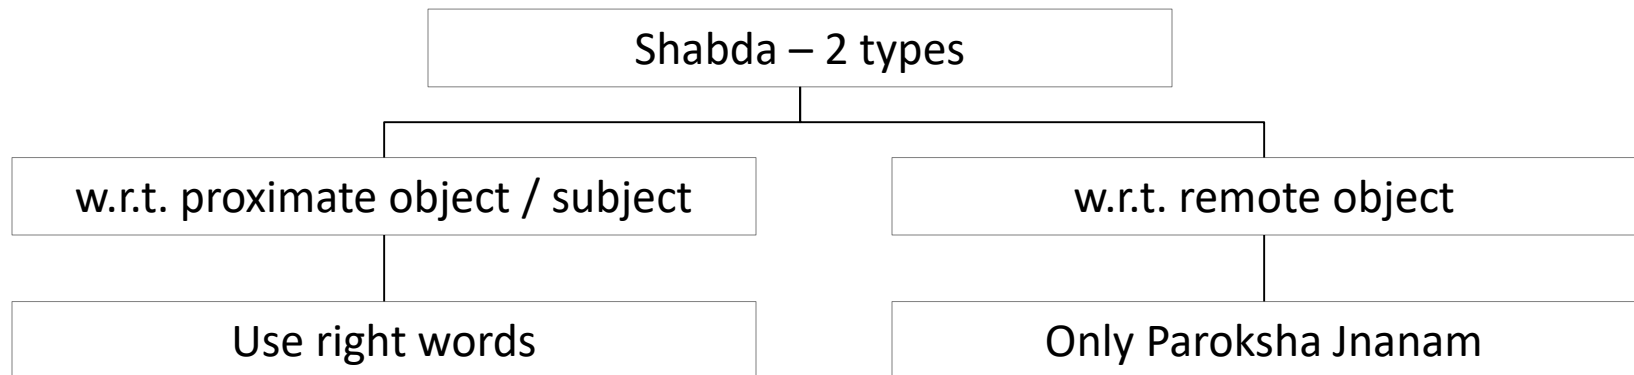 Shabda – 2 types
w.r.t. proximate object / subject
w.r.t. remote object
Use right words
Only Paroksha Jnanam